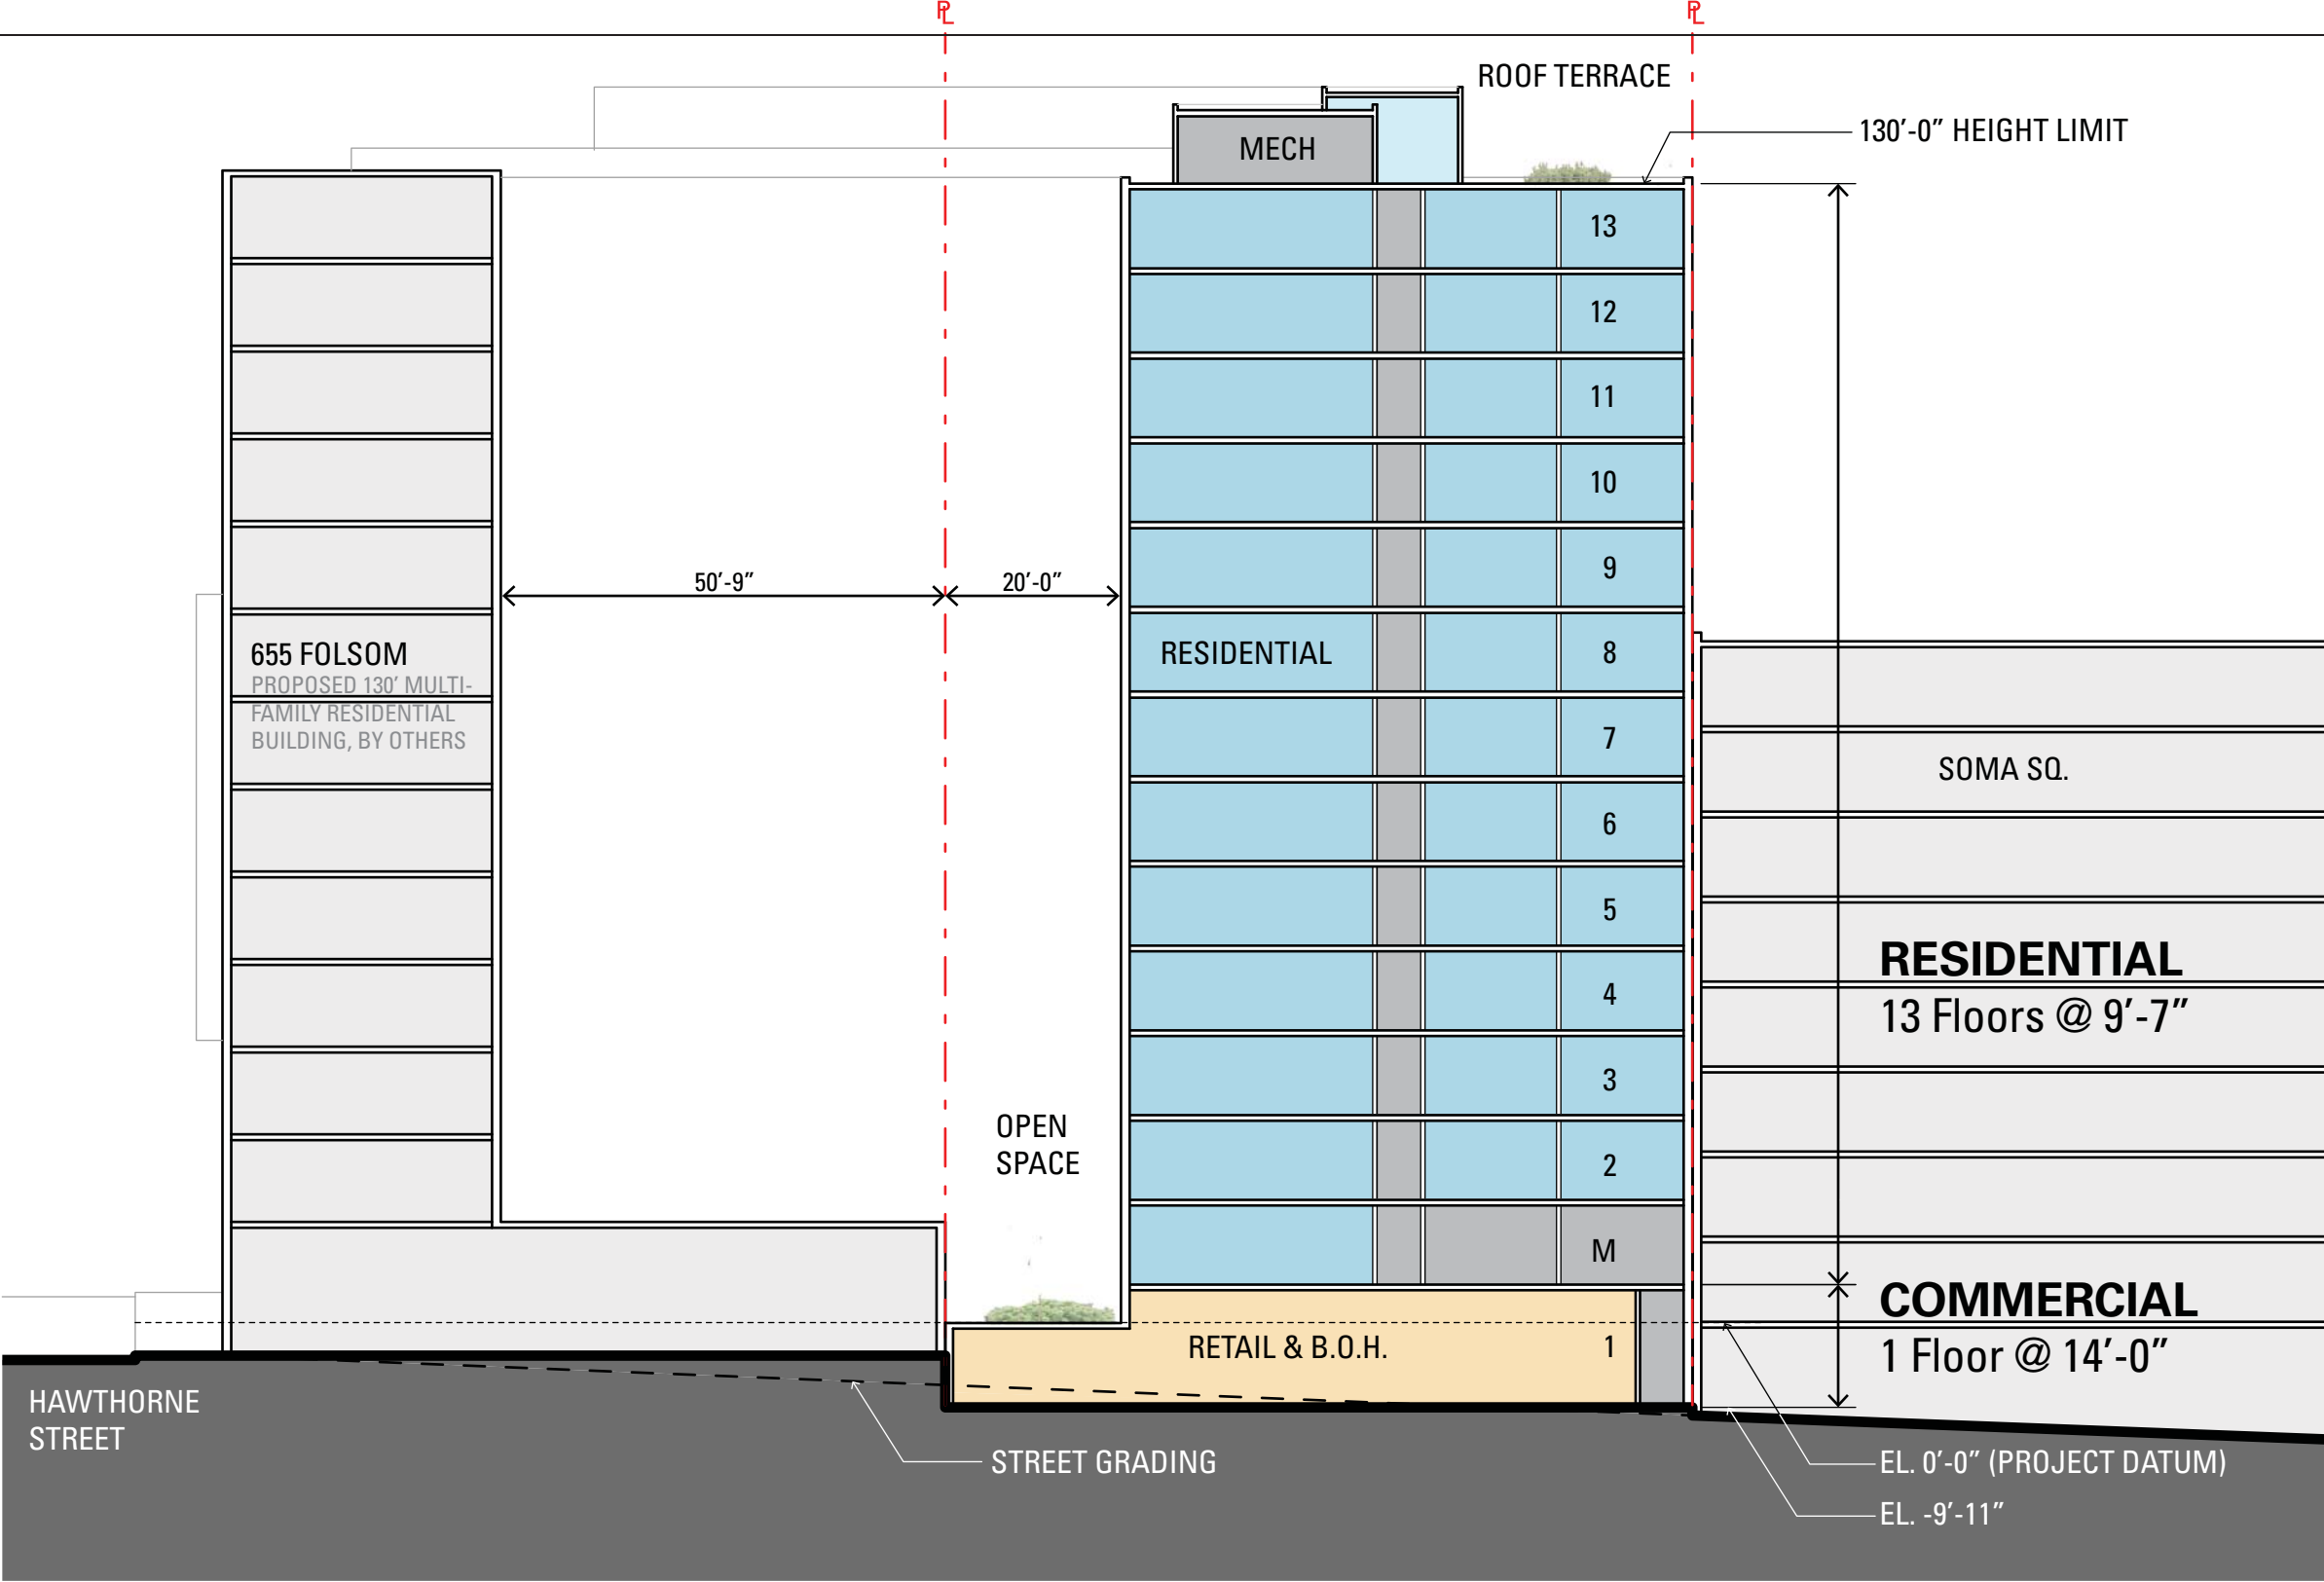 PL
PL
ROOF TERRACE
130′-0″ HEIGHT LIMIT
MECH
13
12
11
10
9
50′-9″
20′-0″
655 FOLSOM
PROPOSED 130′ MULTI-
FAMILY RESIDENTIAL
BUILDING, BY OTHERS
RESIDENTIAL
8
7
SOMA SQ.
6
5
RESIDENTIAL
13 Floors @ 9′-7″
4
3
OPEN
SPACE
2
M
COMMERCIAL
1 Floor @ 14′-0″
RETAIL & B.O.H.
1
HAWTHORNE
STREET
STREET GRADING
EL. 0′-0″ (PROJECT DATUM)
EL. -9′-11″